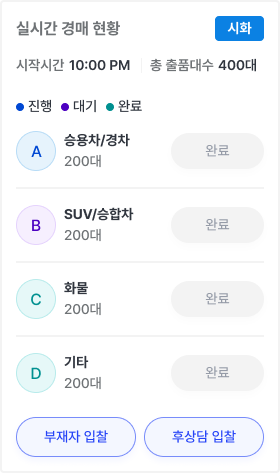 실시간 경매 현황 시화
시작시간 10:00 PM 총 출품대수 400대
진행 대기 완료
A 승용차/경차 200대 완료
B SUV/승합차 200대 완료
C 화물 200대 완료
D 기타 200대 완료
부재자 입찰 후상담 입찰